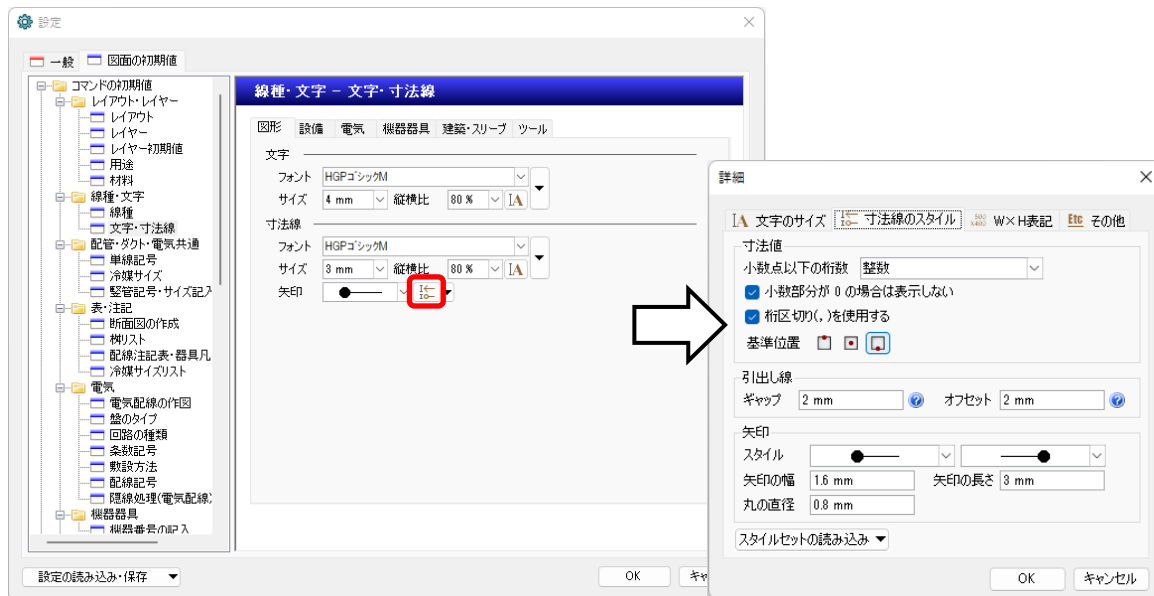 設定
一般 図面の初期値
コマンドの初期値
レイアウト・レイヤー
レイアウト
レイヤー
レイヤー初期値
用途
材料
線種・文字
線種
文字・寸法線
配管・ダクト・電気共通
単線記号
冷媒サイズ
竪管記号・サイズ記入
表・注記
断面図の作成
桝リスト
配線注記表・器具凡
冷媒サイズリスト
電気
電気配線の作図
盤のタイプ
回路の種類
条数記号
敷設方法
配線記号
隠線処理(電気配線)
機器器具
機器番号の記入
設定の読み込み・保存
線種・文字 - 文字・寸法線
図形 設備 電気 機器器具 建築・スリーブ ツール
文字
フォント HGPゴシックM
サイズ 4 mm 縦横比 80 %
寸法線
フォント HGPゴシックM
サイズ 3 mm 縦横比 80 %
矢印
OK キャ
詳細
文字のサイズ 寸法線のスタイル W×H表記 Etc その他
寸法値
小数点以下の桁数 整数
小数部分が 0 の場合は表示しない
桁区切り(,)を使用する
基準位置
引出し線
ギャップ 2 mm オフセット 2 mm
矢印
スタイル
矢印の幅 1.6 mm 矢印の長さ 3 mm
丸の直径 0.8 mm
スタイルセットの読み込み
OK キャンセル